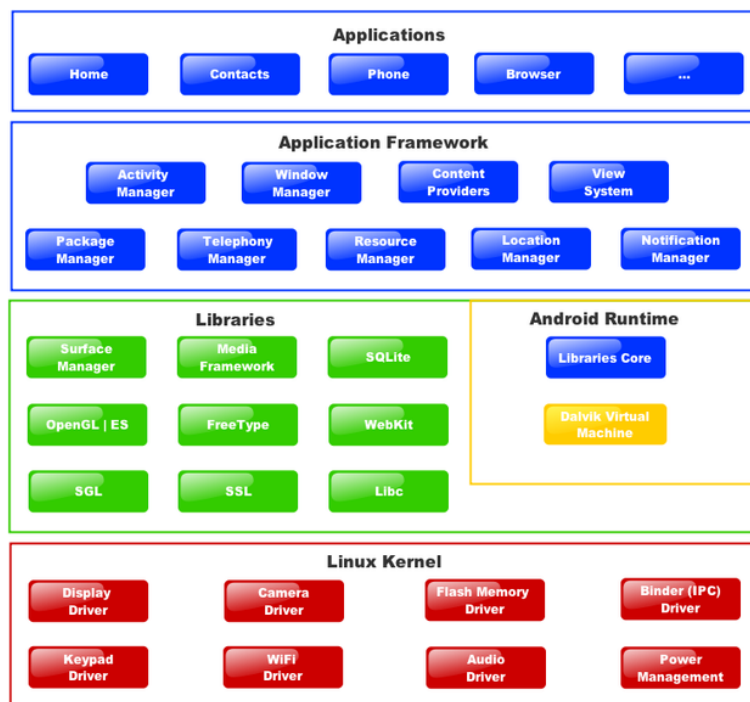 Applications
Home
Contacts
Phone
Browser
...
Application Framework
Activity
Manager
Window
Manager
Content
Providers
View
System
Package
Manager
Telephony
Manager
Resource
Manager
Location
Manager
Notification
Manager
Libraries
Surface
Manager
Media
Framework
SQLite
OpenGL | ES
FreeType
WebKit
SGL
SSL
Libc
Android Runtime
Libraries Core
Dalvik Virtual
Machine
Linux Kernel
Display
Driver
Camera
Driver
Flash Memory
Driver
Binder (IPC)
Driver
Keypad
Driver
WiFi
Driver
Audio
Driver
Power
Management